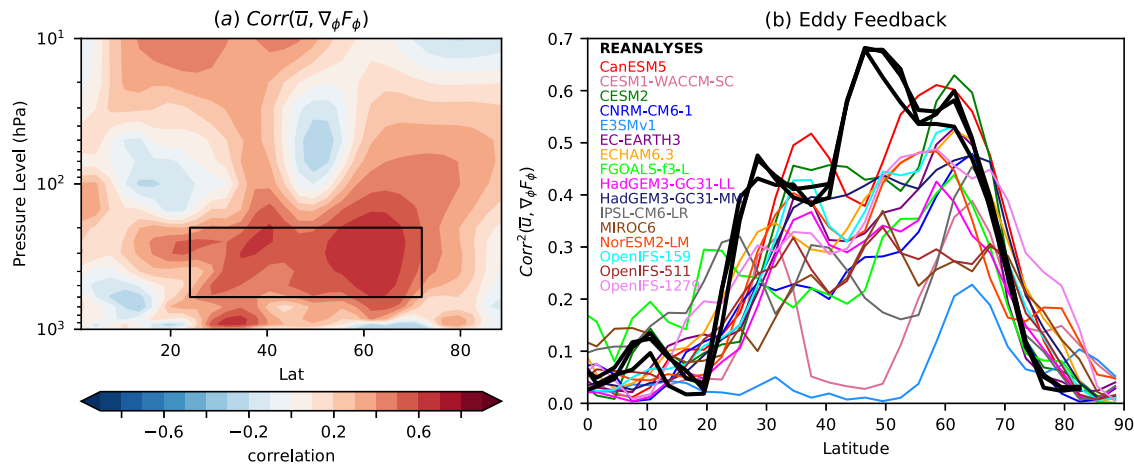 (a) Corr(u̅, ∇ϕFϕ)
10¹
10²
10³
Pressure Level (hPa)
20
40
60
80
Lat
−0.6
−0.2
0.2
0.6
correlation
(b) Eddy Feedback
0.7
0.6
0.5
0.4
0.3
0.2
0.1
0.0
Corr²(u̅, ∇ϕFϕ)
REANALYSES
CanESM5
CESM1-WACCM-SC
CESM2
CNRM-CM6-1
E3SMv1
EC-EARTH3
ECHAM6.3
FGOALS-f3-L
HadGEM3-GC31-LL
HadGEM3-GC31-MM
IPSL-CM6-LR
MIROC6
NorESM2-LM
OpenIFS-159
OpenIFS-511
OpenIFS-1279
0
10
20
30
40
50
60
70
80
90
Latitude